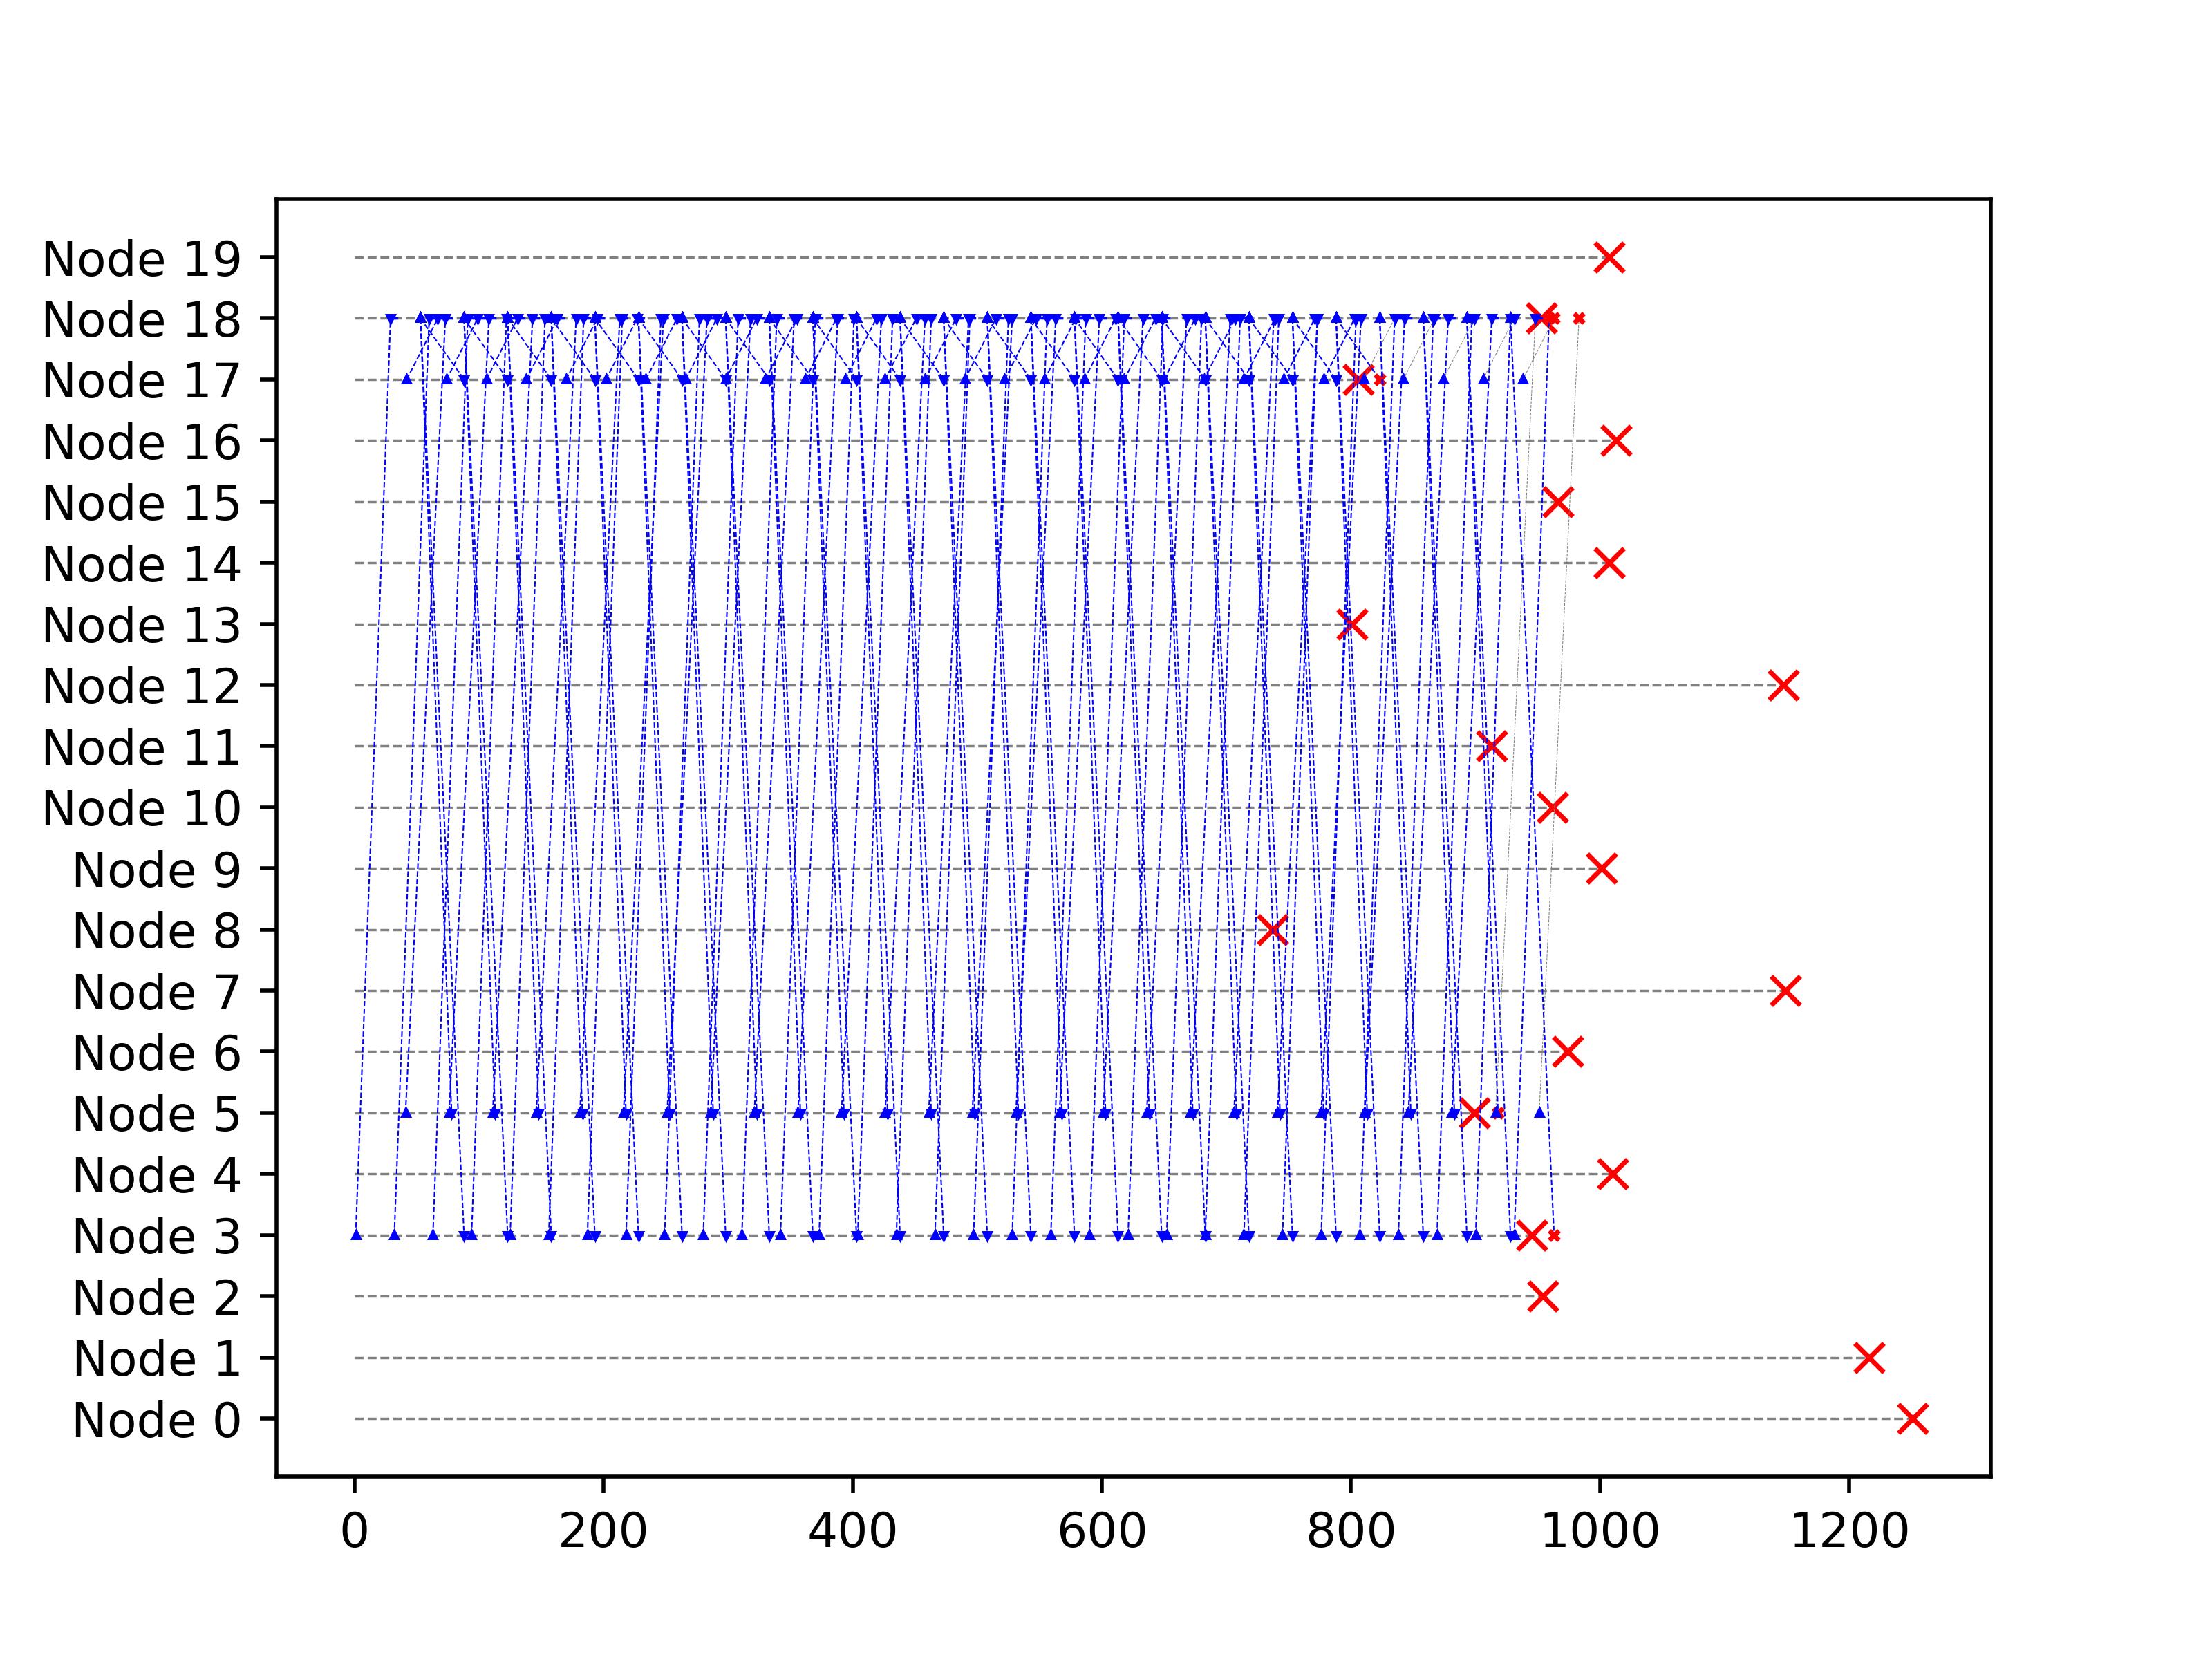 Node 19
Node 18
Node 17
Node 16
Node 15
Node 14
Node 13
Node 12
Node 11
Node 10
Node 9
Node 8
Node 7
Node 6
Node 5
Node 4
Node 3
Node 2
Node 1
Node 0
0 200 400 600 800 1000 1200